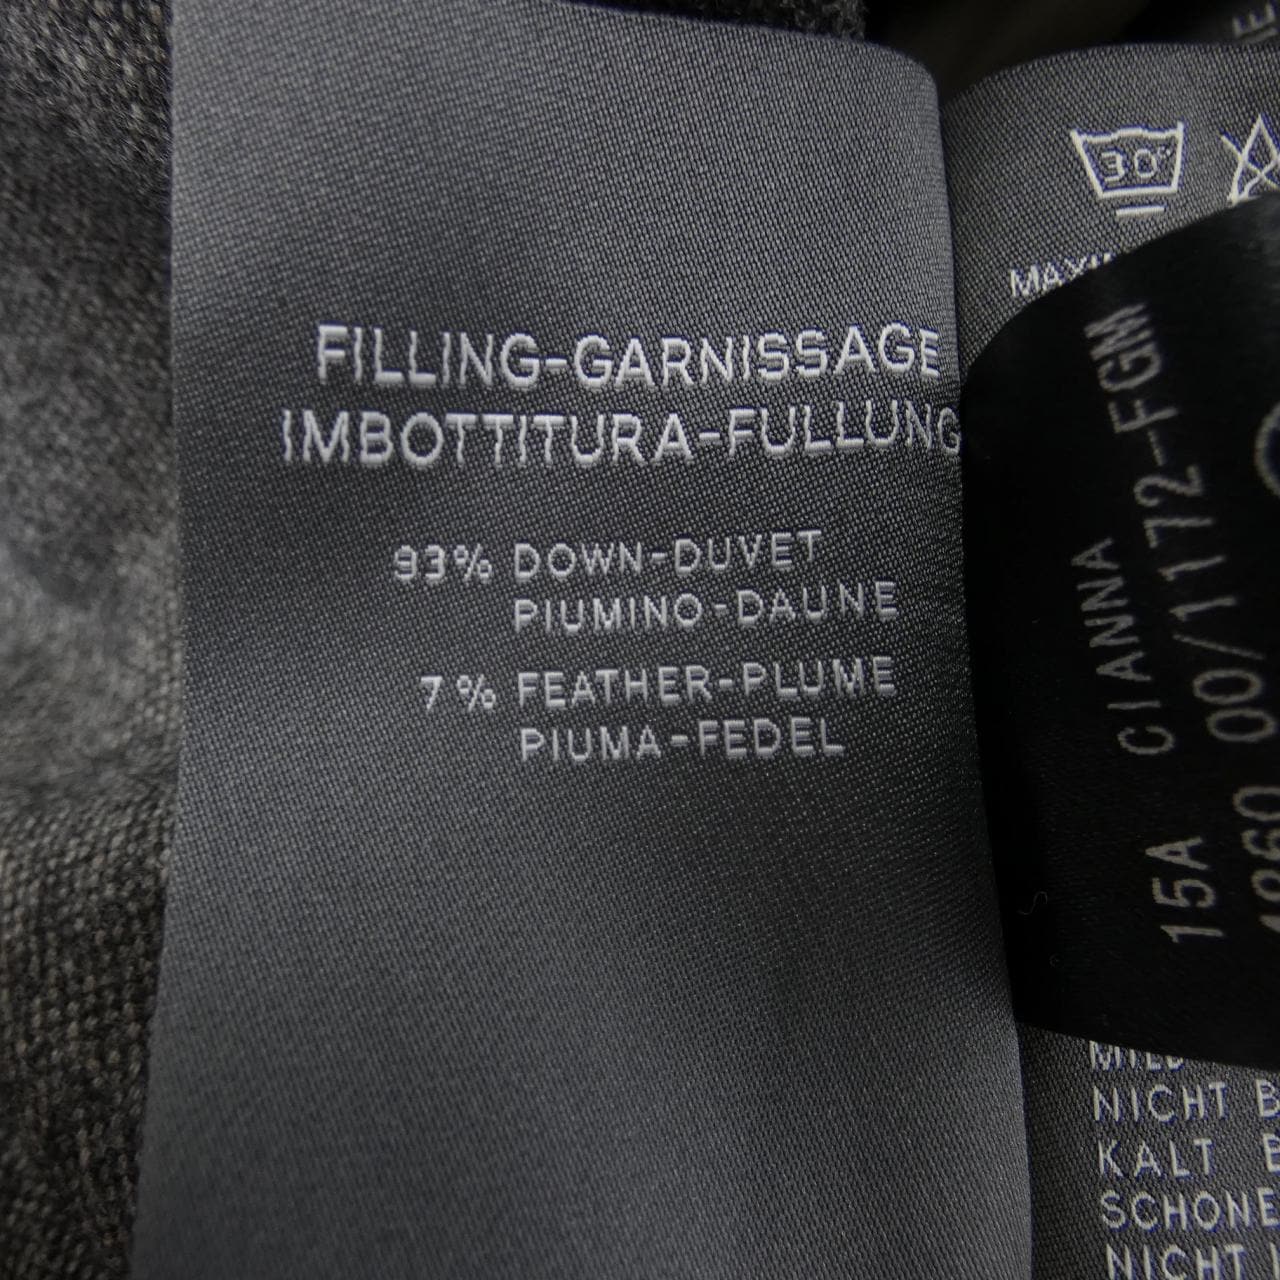 FILLING-GARNISSAGE
IMBOTTITURA-FULLUNG
93% DOWN-DUVET
PIUMINO-DAUNE
7% FEATHER-PLUME
PIUMA-FEDEL
30°
15A CIANNA
00/1172-FGM
NICHT
KALT
SCHONE
NICHT